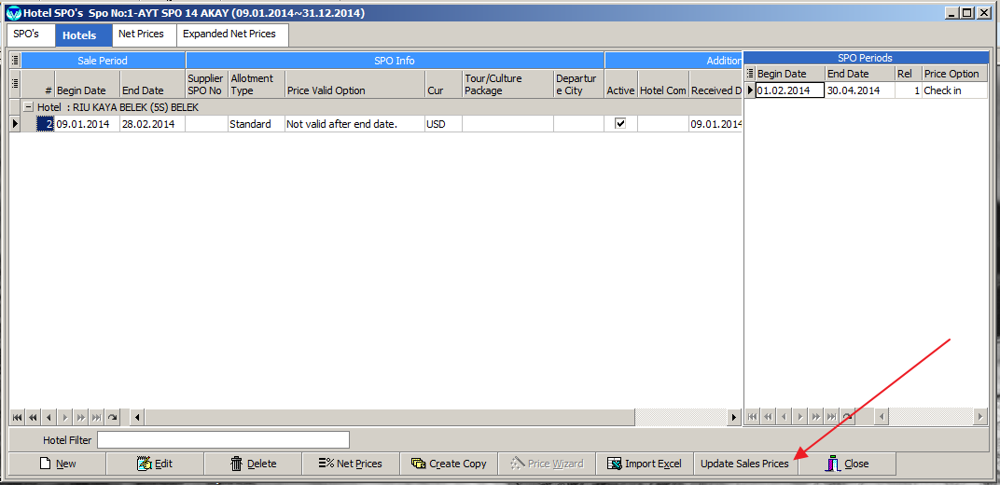 Hotel SPO's  Spo No:1-AYT SPO 14 AKAY (09.01.2014~31.12.2014)
SPO's Hotels Net Prices Expanded Net Prices
Sale Period SPO Info Addition SPO Periods
# Begin Date End Date Supplier SPO No Allotment Type Price Valid Option Cur Tour/Culture Package Departur e City Active Hotel Com Received D Begin Date End Date Rel Price Option
01.02.2014 30.04.2014 1 Check in
Hotel : RIU KAYA BELEK (5S) BELEK
2 09.01.2014 28.02.2014 Standard Not valid after end date. USD 09.01.2014
Hotel Filter
New Edit Delete Net Prices Create Copy Price Wizard Import Excel Update Sales Prices Close